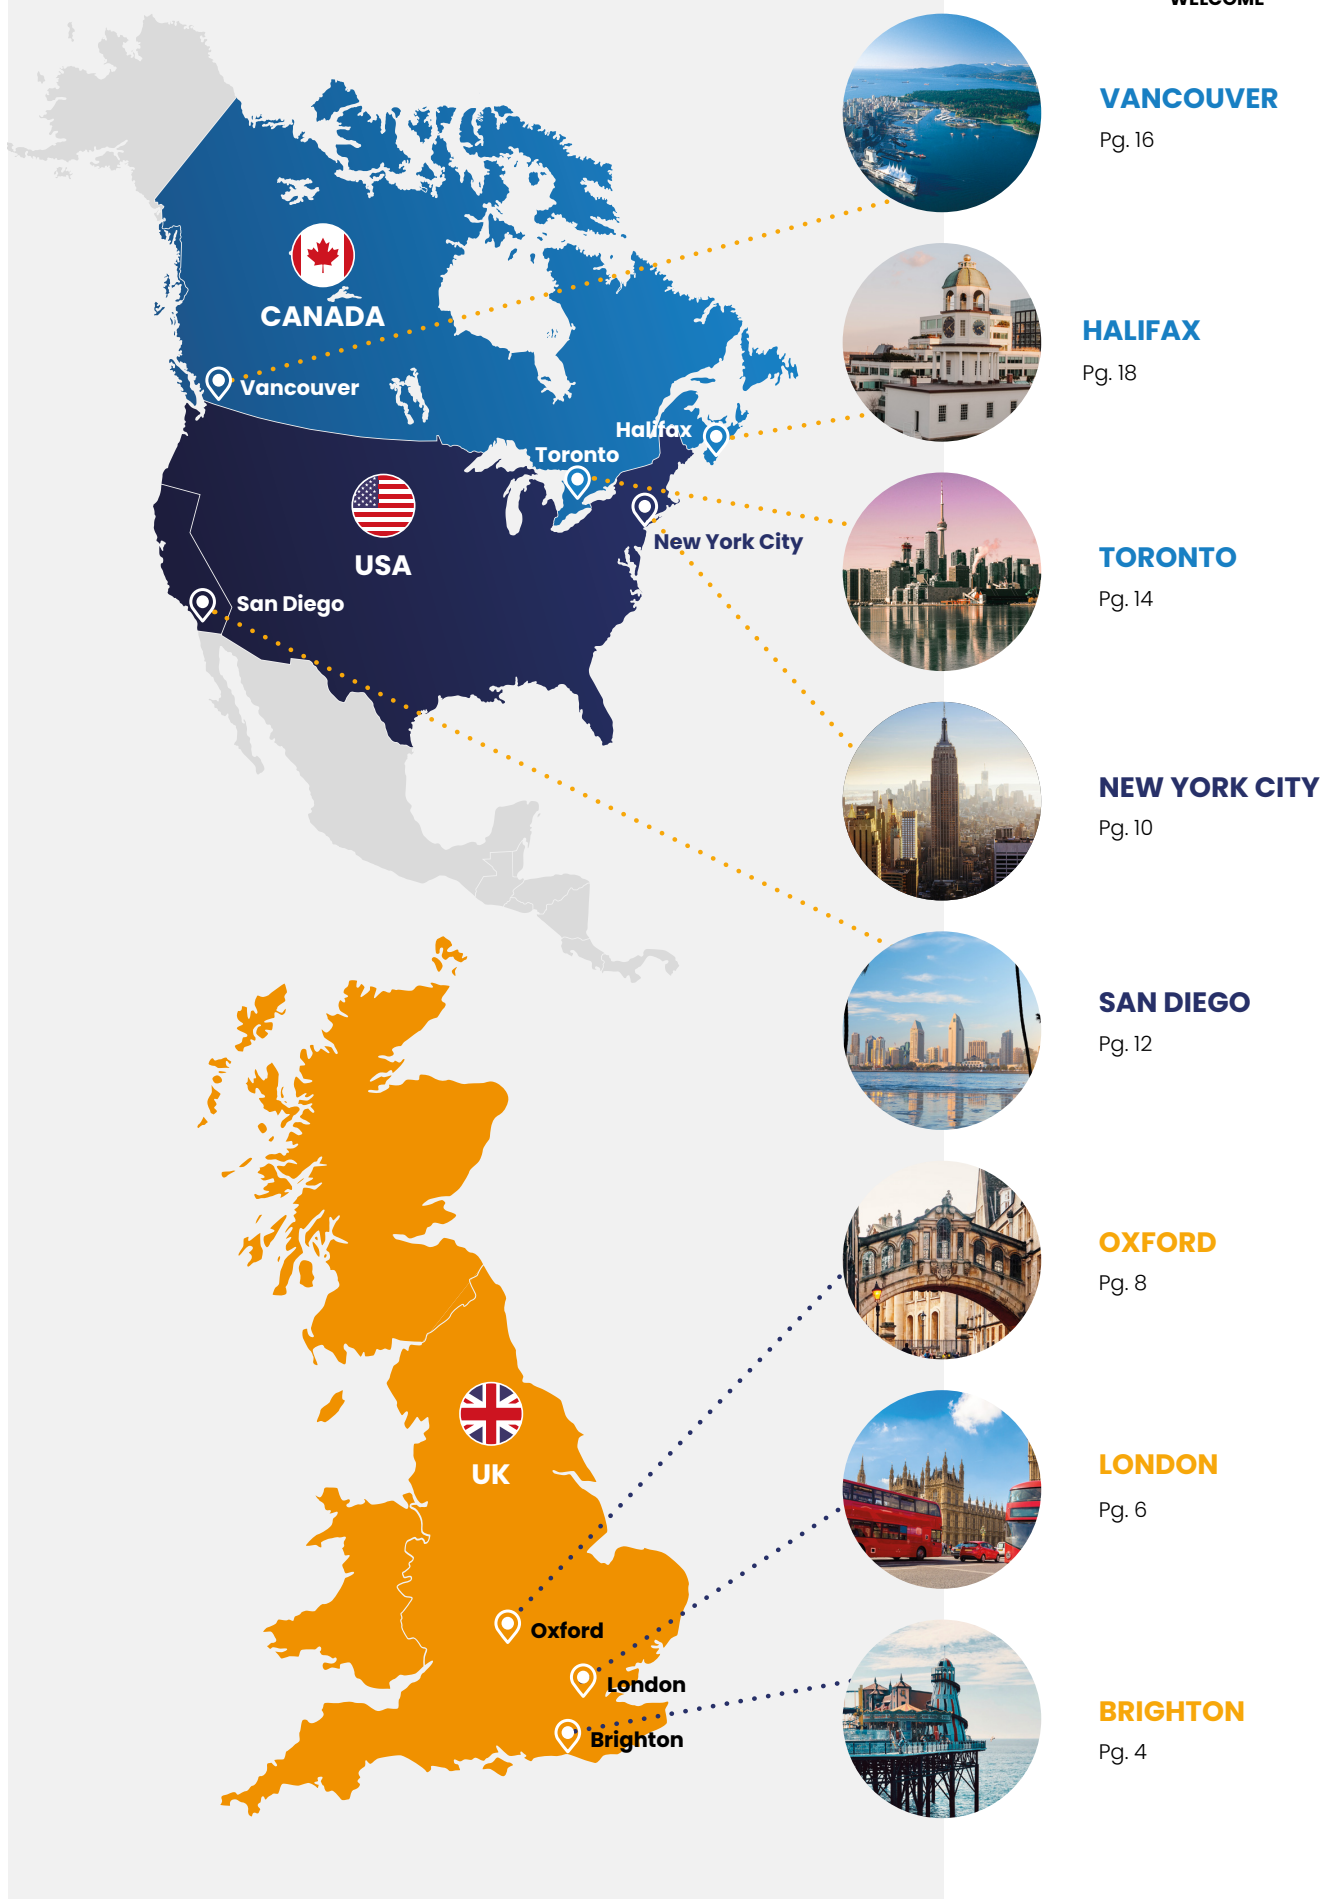 WELCOME
VANCOUVER
Pg. 16
HALIFAX
Pg. 18
CANADA
Vancouver
Halifax
Toronto
TORONTO
Pg. 14
New York City
USA
San Diego
NEW YORK CITY
Pg. 10
SAN DIEGO
Pg. 12
OXFORD
Pg. 8
LONDON
Pg. 6
UK
Oxford
London
Brighton
BRIGHTON
Pg. 4